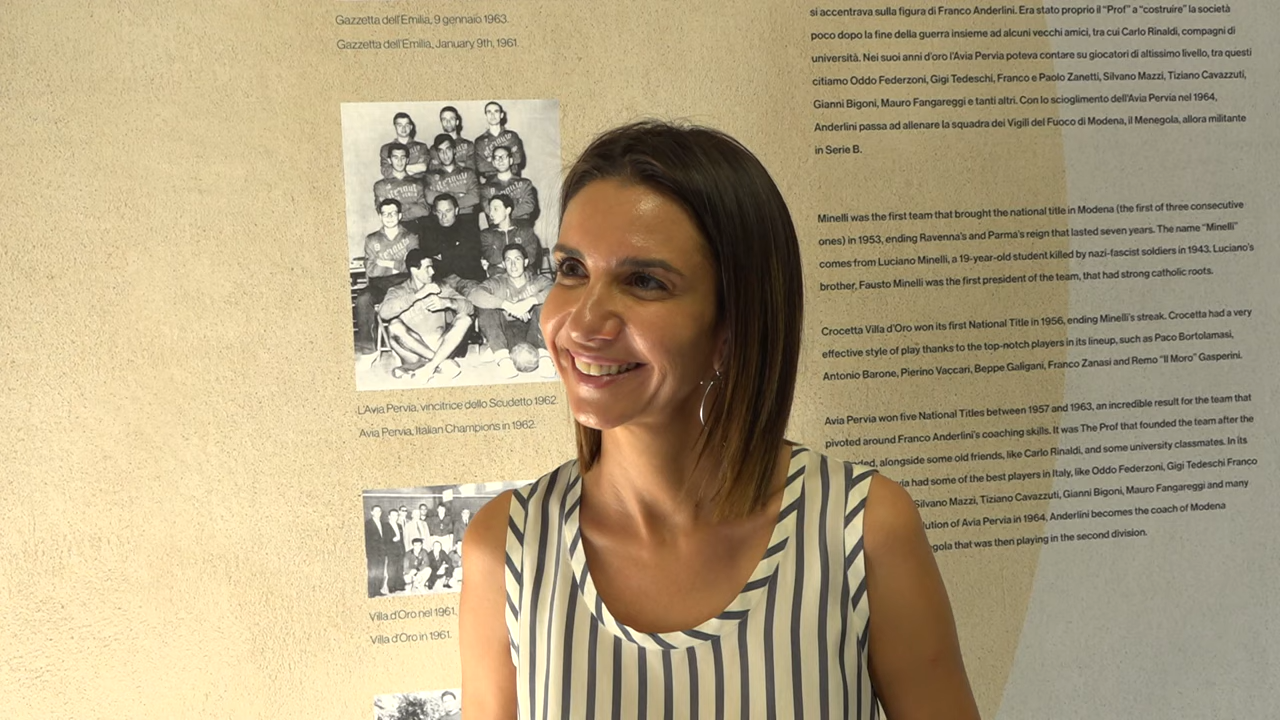 Gazzetta dell'Emilia, 9 gennaio 1963.
Gazzetta dell'Emilia, January 9th, 1961.
L'Avia Pervia, vincitrice dello Scudetto 1962.
Avia Pervia, Italian Champions in 1962.
Villa d'Oro nel 1961.
Villa d'Oro in 1961.
si accentrava sulla figura di Franco Anderlini. Era stato proprio il “Prof” a “costruire” la società
poco dopo la fine della guerra insieme ad alcuni vecchi amici, tra cui Carlo Rinaldi, compagni di
università. Nei suoi anni d'oro l'Avia Pervia poteva contare su giocatori di altissimo livello, tra questi
citiamo Oddo Federzoni, Gigi Tedeschi, Franco e Paolo Zanetti, Silvano Mazzi, Tiziano Cavazzuti,
Gianni Bigoni, Mauro Fangareggi e tanti altri. Con lo scioglimento dell'Avia Pervia nel 1964,
Anderlini passa ad allenare la squadra dei Vigili del Fuoco di Modena, il Menegola, allora militante
in Serie B.
Minelli was the first team that brought the national title in Modena (the first of three consecutive
ones) in 1953, ending Ravenna's and Parma's reign that lasted seven years. The name “Minelli”
comes from Luciano Minelli, a 19-year-old student killed by nazi-fascist soldiers in 1943. Luciano's
brother, Fausto Minelli was the first president of the team, that had strong catholic roots.
Crocetta Villa d'Oro won its first National Title in 1956, ending Minelli's streak. Crocetta had a very
effective style of play thanks to the top-notch players in its lineup, such as Paco Bortolamasi,
Antonio Barone, Pierino Vaccari, Beppe Galigani, Franco Zanasi and Remo “Il Moro” Gasperini.
Avia Pervia won five National Titles between 1957 and 1963, an incredible result for the team that
pivoted around Franco Anderlini's coaching skills. It was The Prof that founded the team after the
ded, alongside some old friends, like Carlo Rinaldi, and some university classmates. In its
via had some of the best players in Italy, like Oddo Federzoni, Gigi Tedeschi Franco
Silvano Mazzi, Tiziano Cavazzuti, Gianni Bigoni, Mauro Fangareggi and many
lution of Avia Pervia in 1964, Anderlini becomes the coach of Modena
egola that was then playing in the second division.